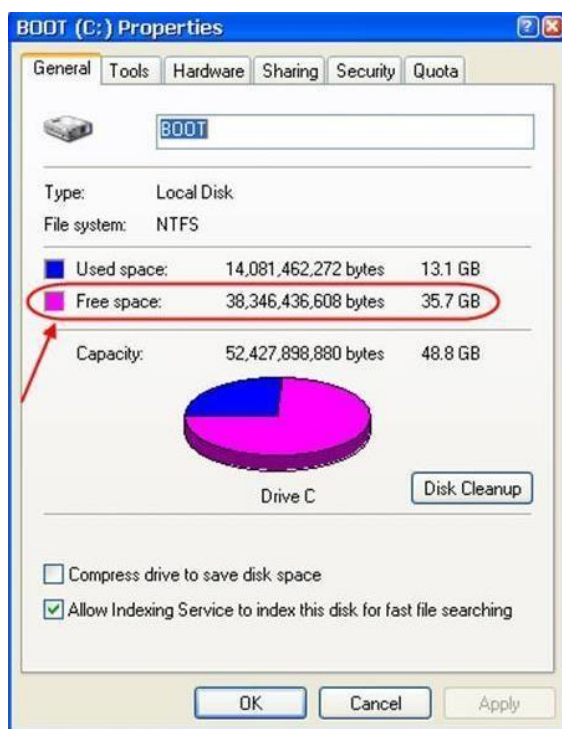 BOOT (C:) Properties
General Tools Hardware Sharing Security Quota
BOOT
Type: Local Disk
File system: NTFS
Used space: 14,081,462,272 bytes 13.1 GB
Free space: 38,346,436,608 bytes 35.7 GB
Capacity: 52,427,898,880 bytes 48.8 GB
Drive C
Disk Cleanup
Compress drive to save disk space
Allow Indexing Service to index this disk for fast file searching
OK Cancel Apply